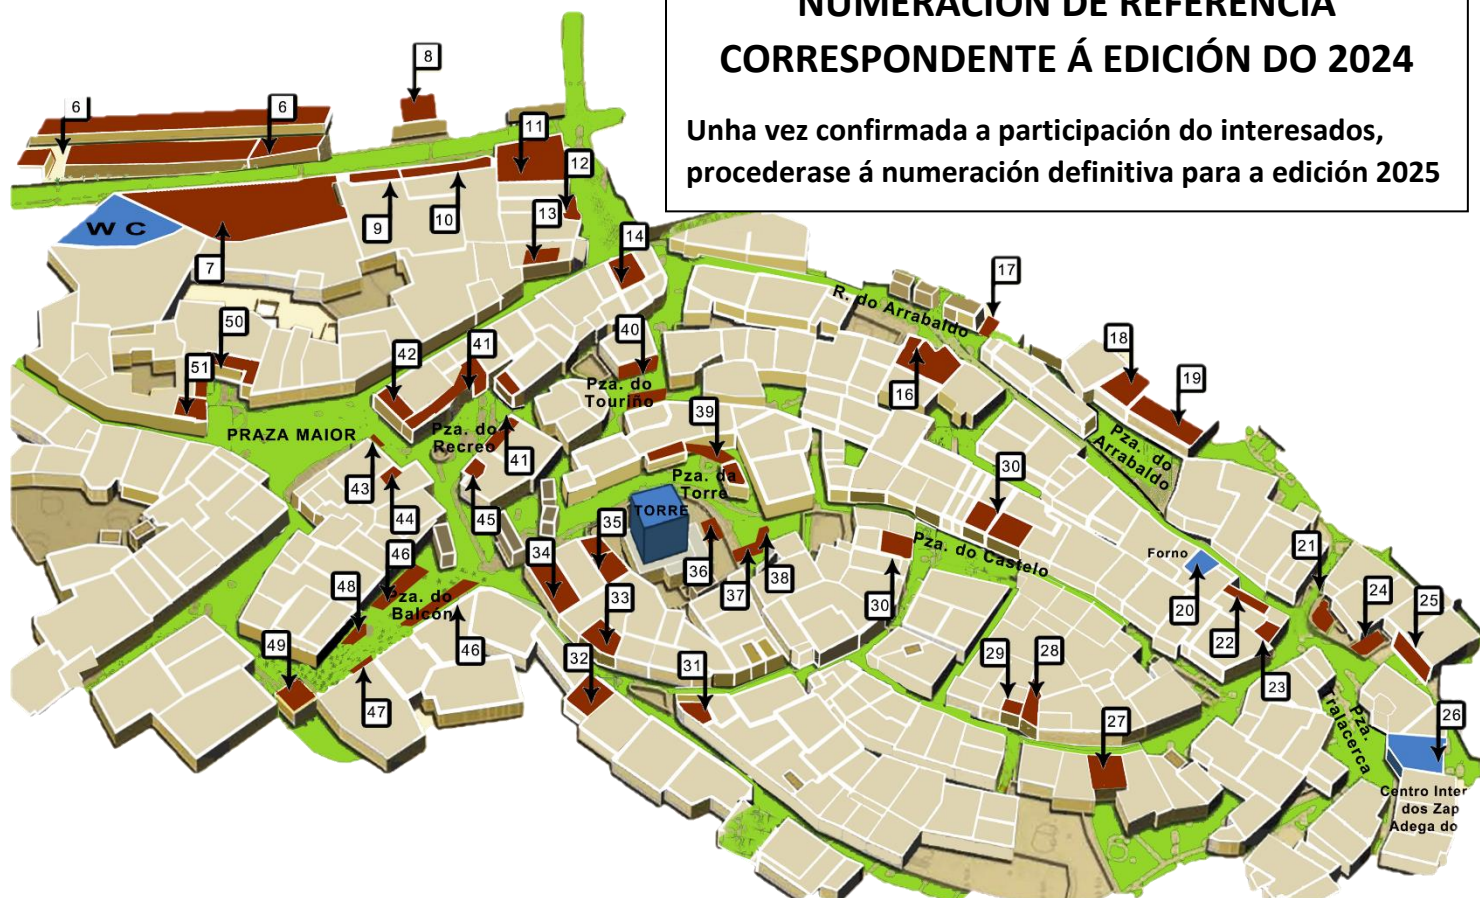 NUMERACIÓN DE REFERENCIA
CORRESPONDENTE Á EDICIÓN DO 2024
Unha vez confirmada a participación do interesados,
procederase á numeración definitiva para a edición 2025
8
6
6
11
12
13
9
10
W C
7
14
17
R. do Arrabaldo
50
40
41
42
51
18
19
16
Pza. do
Touriño
39
PRAZA MAIOR
Pza. do
Recreo
41
Pza. do
Arrabaldo
43
44
45
Pza. da
Torre
30
TORRE
35
34
36
37
38
Pza. do Castelo
30
Forno
21
20
46
48
Pza. do
Balcón
33
22
24
25
49
46
32
31
29
28
23
47
27
Pza.
26
Centro Inter
dos Zap
Adega do